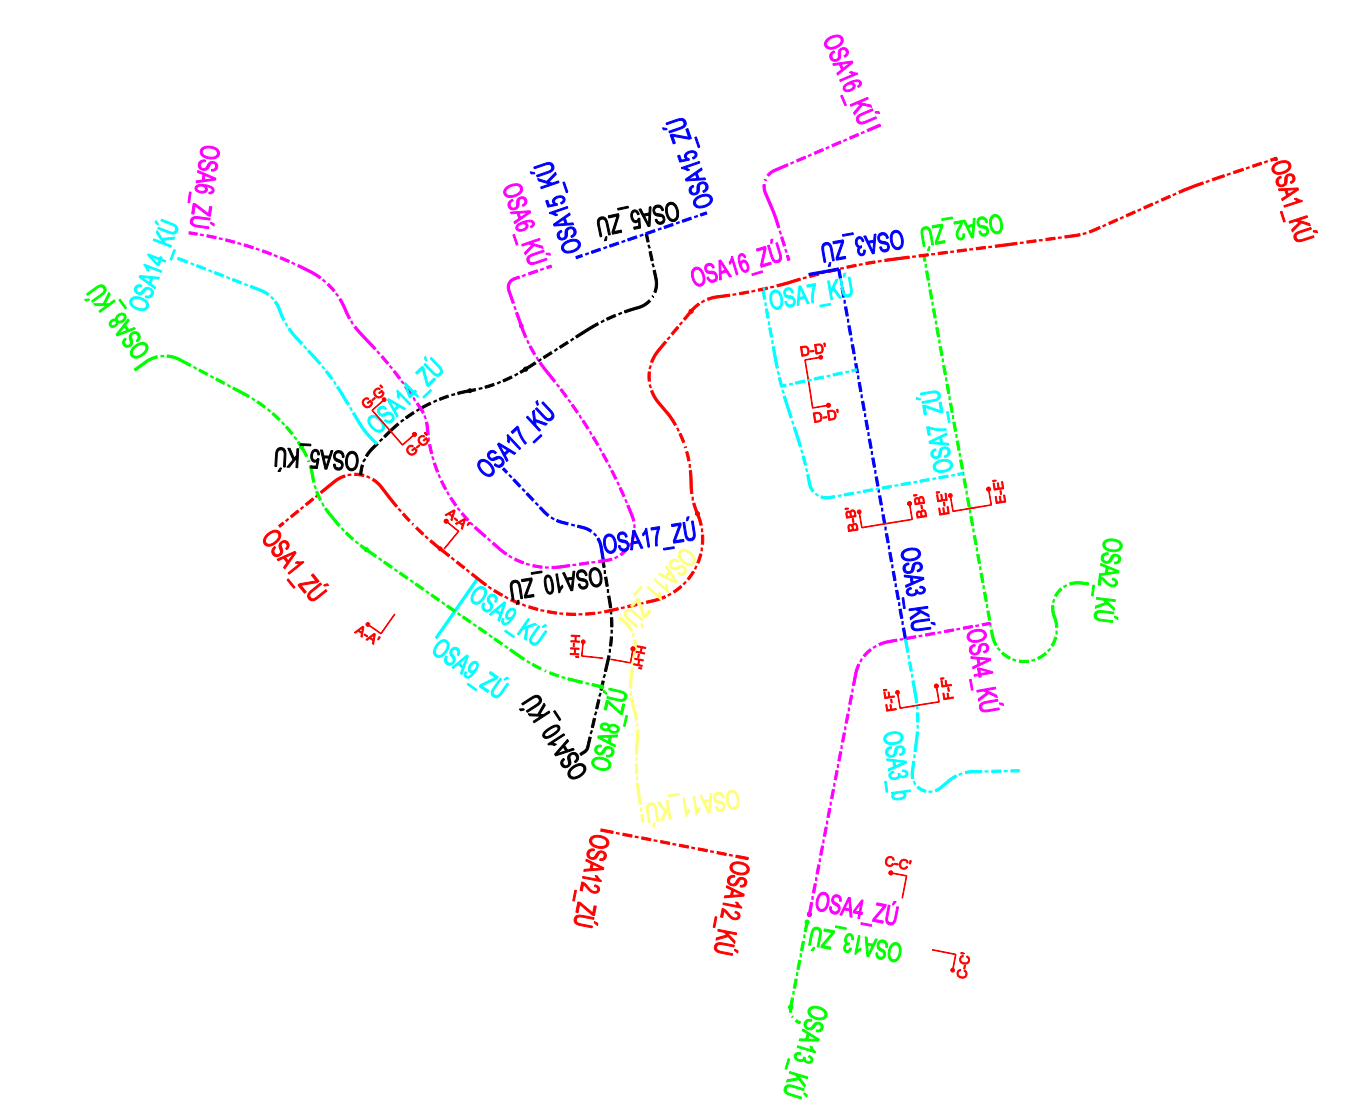 OSA16_KÚ
OSA15_ZÚ
OSA6_ZÚ
OSA15_KÚ
OSA6_KÚ
OSA1_KÚ
OSA5_ZÚ
OSA2_ZÚ
OSA14_KÚ
OSA3_ZÚ
OSA16_ZÚ
OSA7_KÚ
OSA8_KÚ
D-D'
D-D'
OSA14_ZÚ
G-G'
G-G'
OSA17_KÚ
OSA7_ZÚ
OSA5_KÚ
E-E'
E-E'
B-B'
B-B'
A-A'
OSA17_ZÚ
OSA1_ZÚ
OSA10_ZÚ
OSA11_ZÚ
OSA3_KÚ
OSA2_KÚ
OSA9_KÚ
A-A'
H-H'
H-H'
OSA9_ZÚ
OSA4_KÚ
F-F'
F-F'
OSA10_KÚ
OSA8_ZÚ
OSA3_b
OSA11_KÚ
OSA12_ZÚ
OSA12_KÚ
C-C'
OSA4_ZÚ
OSA13_ZÚ
C-C'
OSA13_KÚ